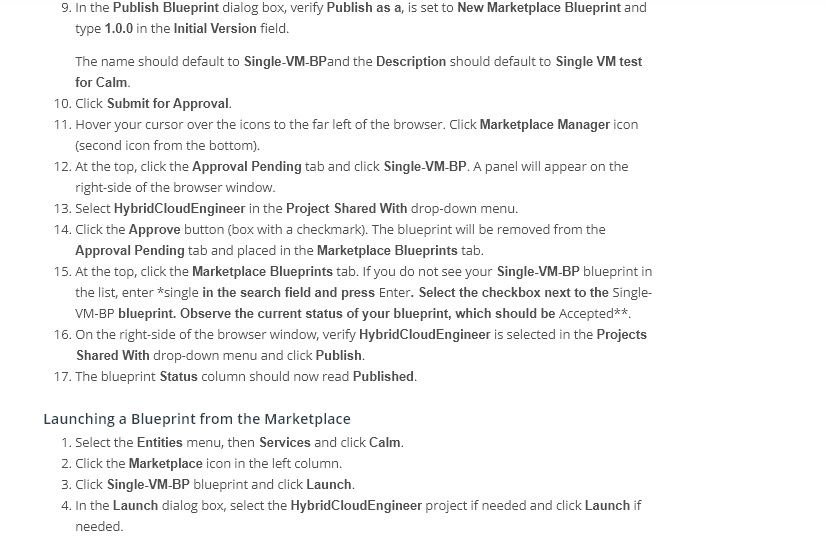 9. In the Publish Blueprint dialog box, verify Publish as a, is set to New Marketplace Blueprint and
type 1.0.0 in the Initial Version field.
The name should default to Single-VM-BPand the Description should default to Single VM test
for Calm.
10. Click Submit for Approval.
11. Hover your cursor over the icons to the far left of the browser. Click Marketplace Manager icon
(second icon from the bottom).
12. At the top, click the Approval Pending tab and click Single-VM-BP. A panel will appear on the
right-side of the browser window.
13. Select HybridCloudEngineer in the Project Shared With drop-down menu.
14. Click the Approve button (box with a checkmark). The blueprint will be removed from the
Approval Pending tab and placed in the Marketplace Blueprints tab.
15. At the top, click the Marketplace Blueprints tab. If you do not see your Single-VM-BP blueprint in
the list, enter *single in the search field and press Enter. Select the checkbox next to the Single-
VM-BP blueprint. Observe the current status of your blueprint, which should be Accepted**.
16. On the right-side of the browser window, verify HybridCloudEngineer is selected in the Projects
Shared With drop-down menu and click Publish.
17. The blueprint Status column should now read Published.
Launching a Blueprint from the Marketplace
1. Select the Entities menu, then Services and click Calm.
2. Click the Marketplace icon in the left column.
3. Click Single-VM-BP blueprint and click Launch.
4. In the Launch dialog box, select the HybridCloudEngineer project if needed and click Launch if
needed.